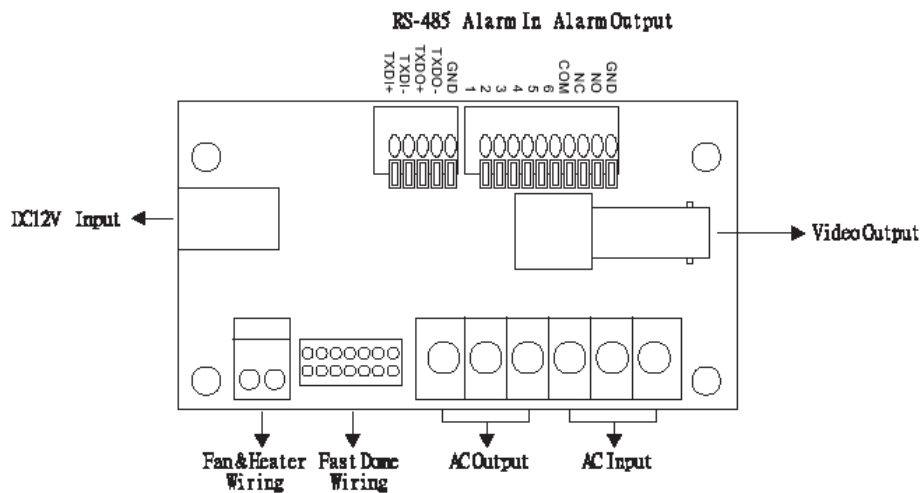 RS-485 Alarm In Alarm Output
TXDI+
TXDI-
TXDO+
TXDO-
GND
1
2
3
4
5
6
COM
NC
NO
GND
DC12V Input
Video Output
Fan&Heater
Wiring
Fast Dome
Wiring
AC Output
AC Input